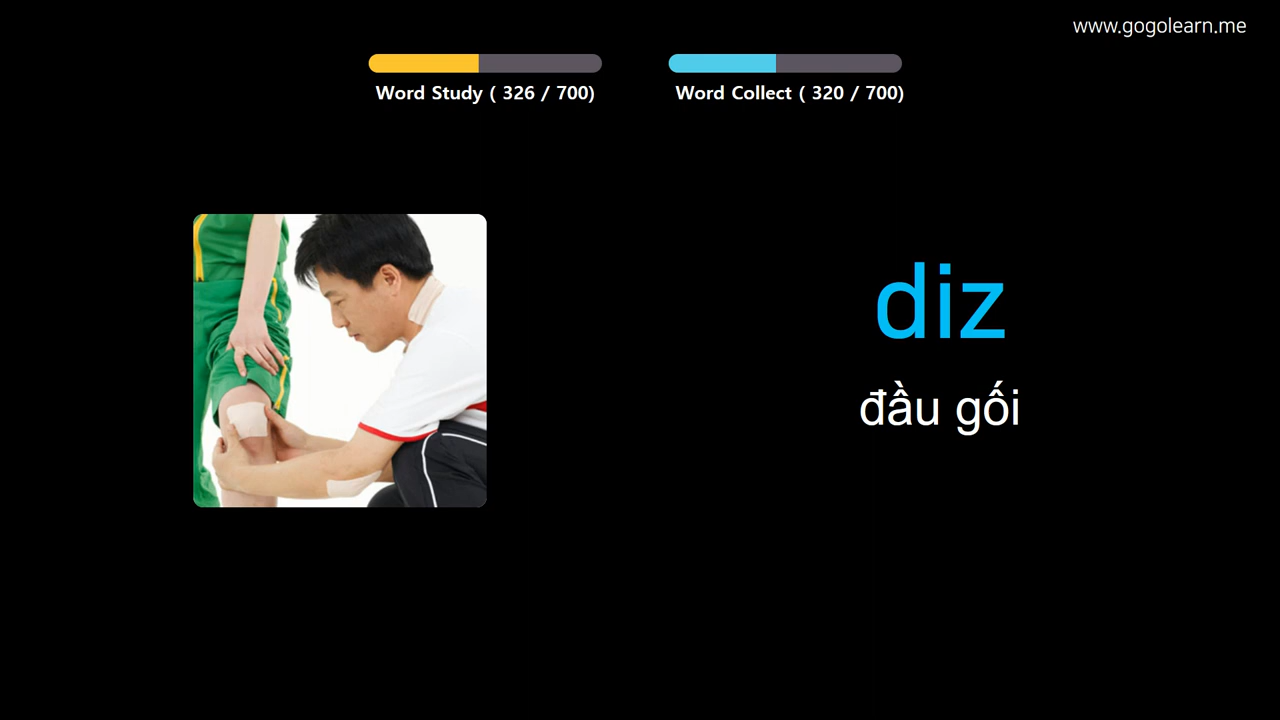 www.gogolearn.me
Word Study ( 326 / 700)
Word Collect ( 320 / 700)
diz
đầu gối